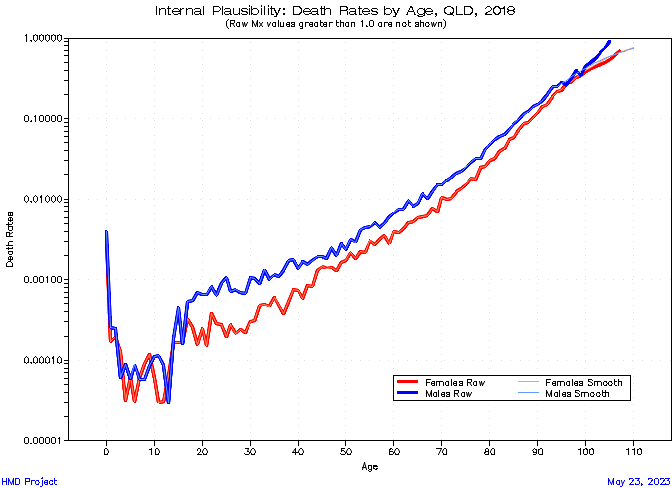 Internal Plausibility: Death Rates by Age, QLD, 2018
(Raw Mx values greater than 1.0 are not shown)
1.00000
0.10000
0.01000
0.00100
0.00010
0.00001
Death Rates
Females Raw
Females Smooth
Males Raw
Males Smooth
0 10 20 30 40 50 60 70 80 90 100 110
Age
HMD Project
May 23, 2023